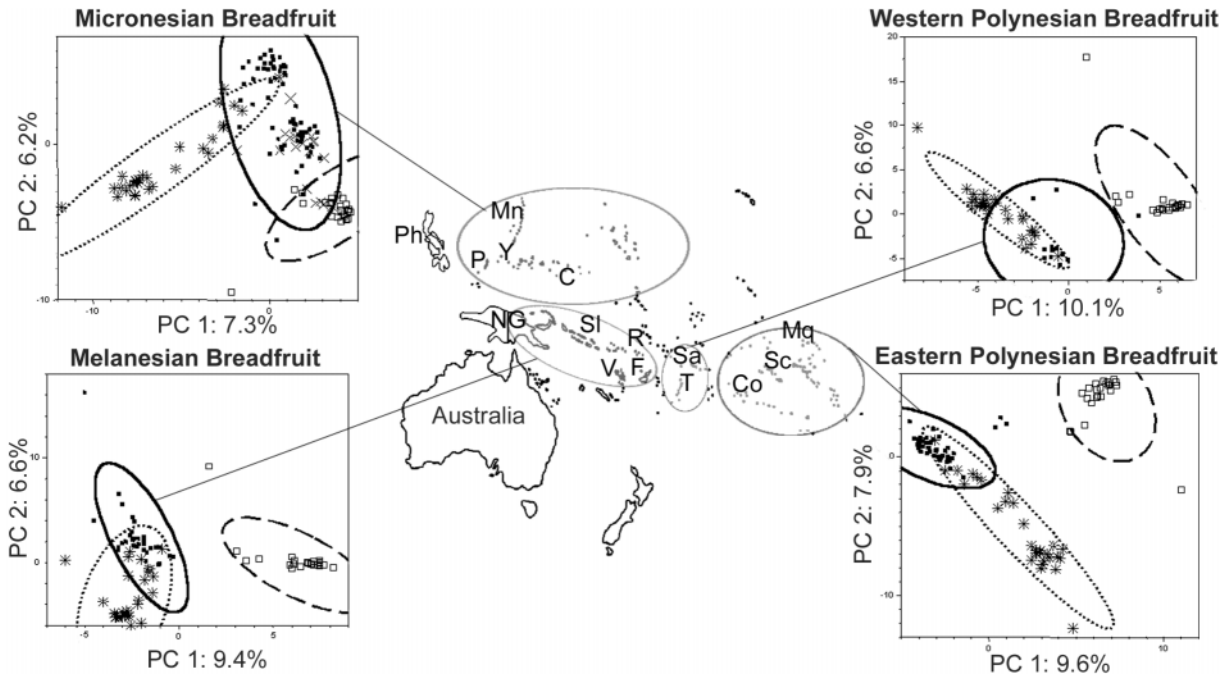 Micronesian Breadfruit
PC 2: 6.2%
0
-10
-10
0
PC 1: 7.3%
Western Polynesian Breadfruit
PC 2: 6.6%
20
15
10
5
0
-5
-5
0
5
PC 1: 10.1%
Ph
Mn
P
Y
C
NG
Sl
R
V
F
Sa
T
Mq
Sc
Co
Australia
Melanesian Breadfruit
PC 2: 6.6%
10
0
-5
0
5
PC 1: 9.4%
Eastern Polynesian Breadfruit
PC 2: 7.9%
0
-10
0
10
PC 1: 9.6%